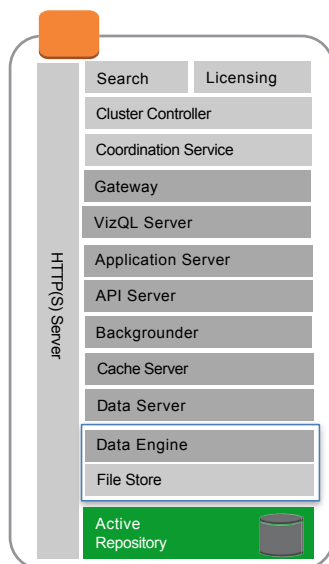 Search
Licensing
Cluster Controller
Coordination Service
Gateway
VizQL Server
Application Server
API Server
Backgrounder
Cache Server
Data Server
Data Engine
File Store
Active
Repository
HTTP(S) Server